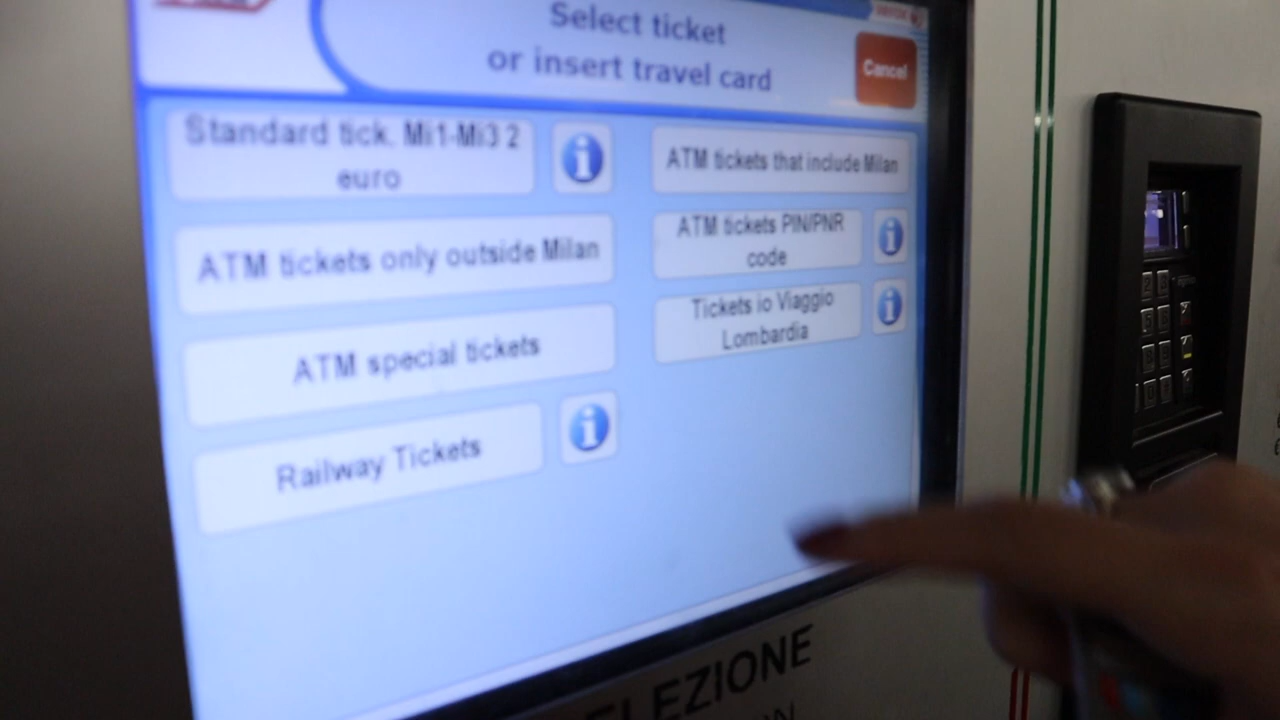 Select ticket
or insert travel card
Cancel
Standard tick. Mi1-Mi3 2
euro
ATM tickets that include Milan
ATM tickets only outside Milan
ATM tickets PIN/PNR
code
ATM special tickets
Tickets io Viaggio
Lombardia
Railway Tickets
ELEZIONE